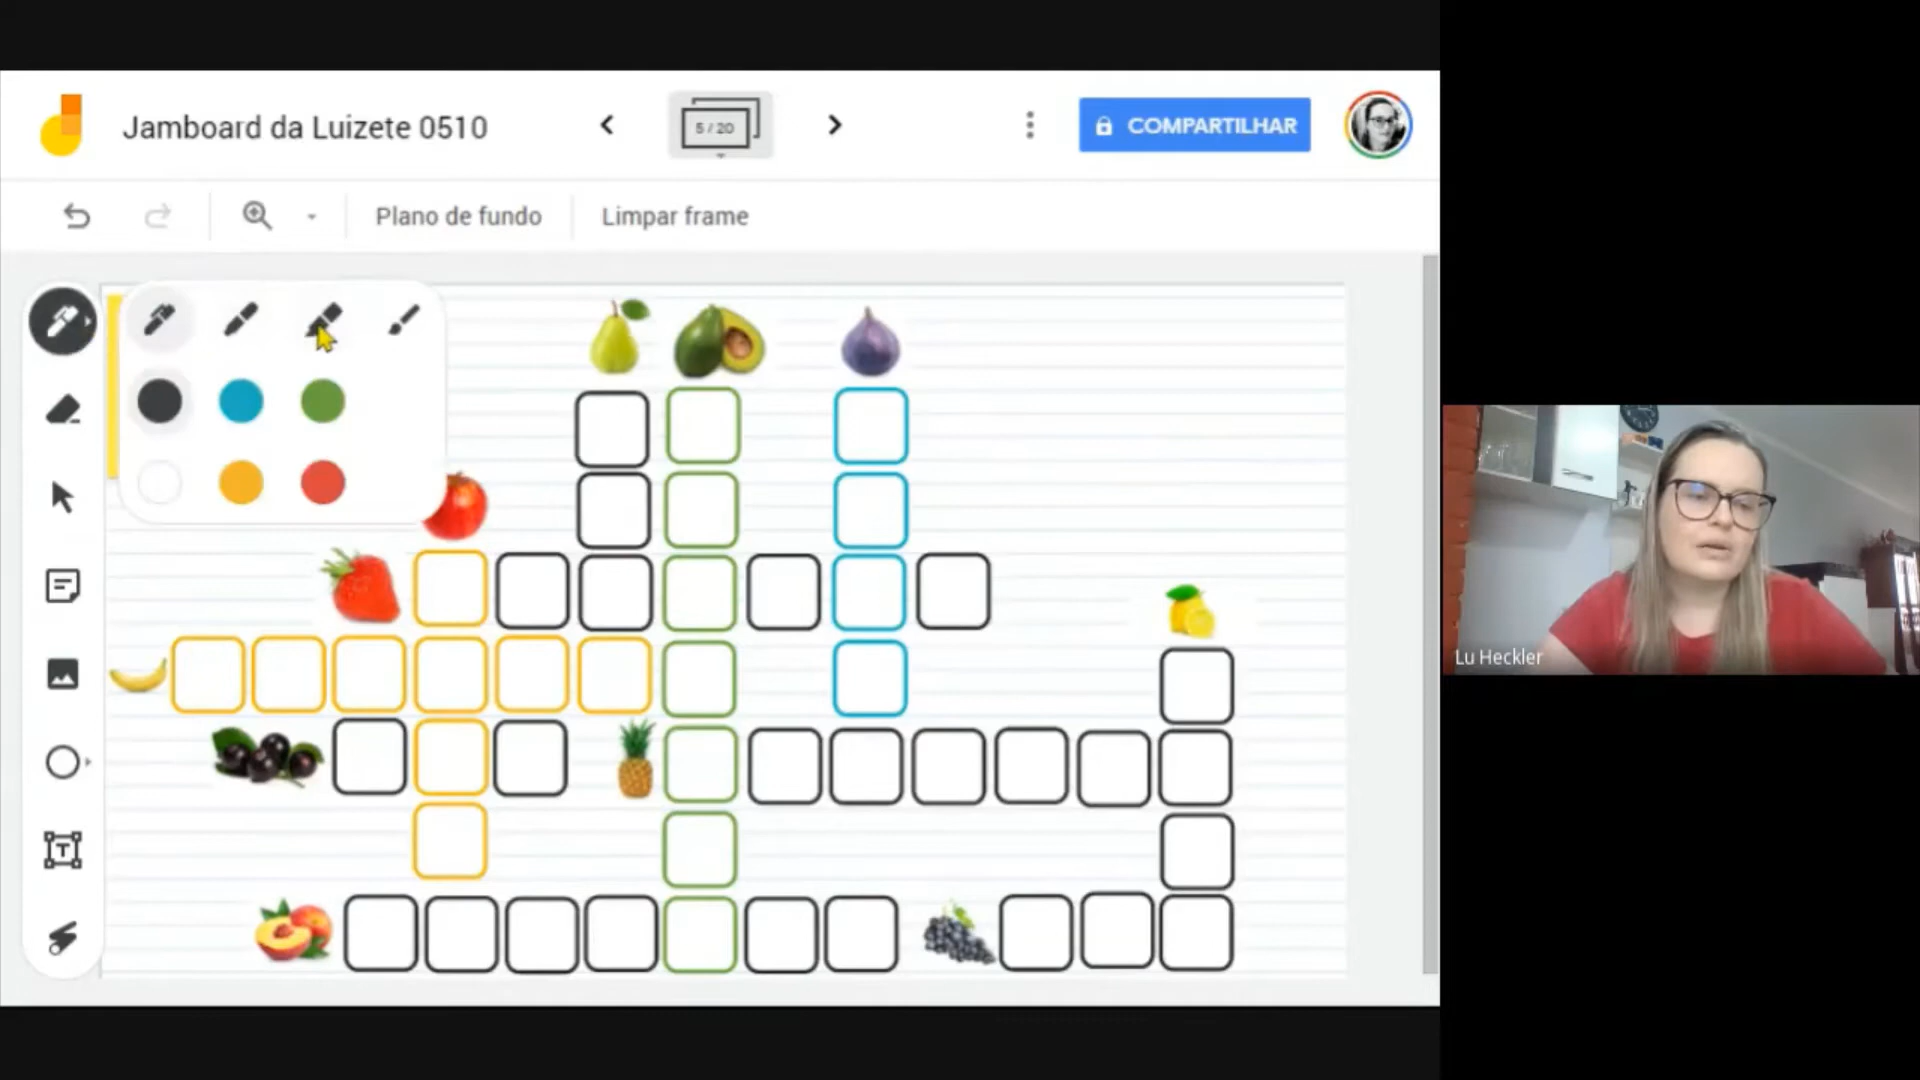 Jamboard da Luizete 0510
5 / 20
COMPARTILHAR
Plano de fundo
Limpar frame
T
Lu Heckler